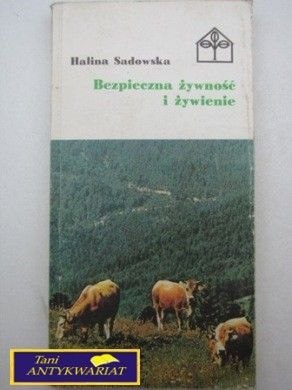 Halina Sadowska
Bezpieczna żywność
i żywienie
Tani
ANTYKWARIAT